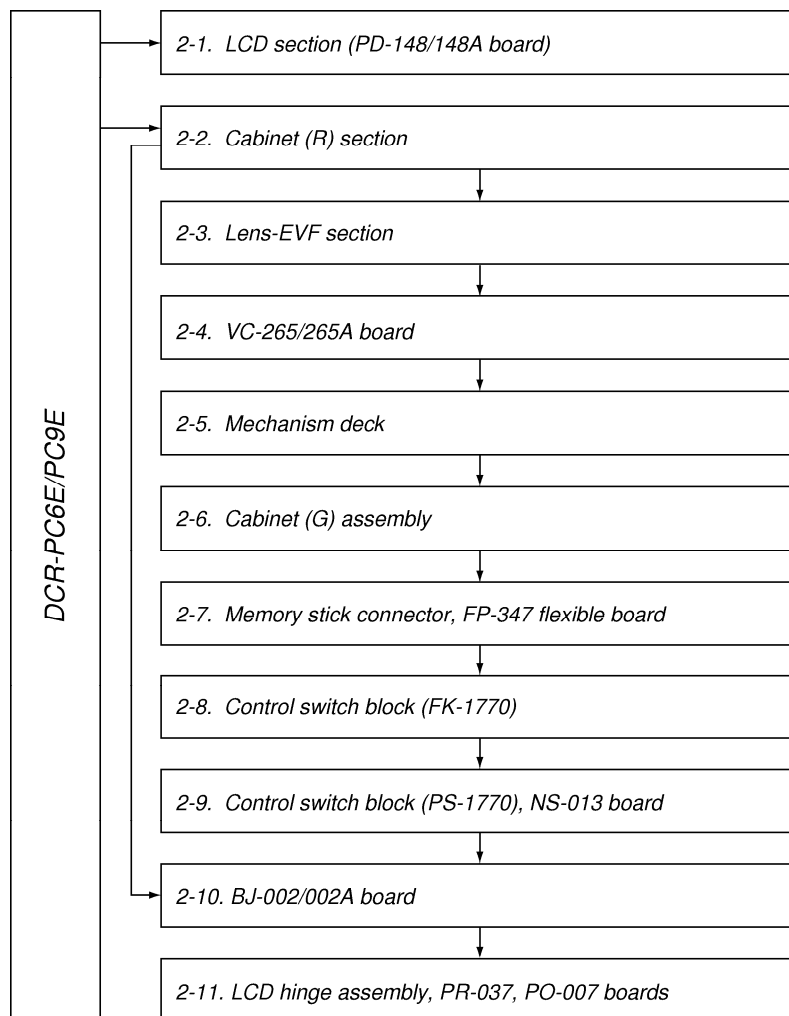 DCR-PC6E/PC9E
2-1. LCD section (PD-148/148A board)
2-2. Cabinet (R) section
2-3. Lens-EVF section
2-4. VC-265/265A board
2-5. Mechanism deck
2-6. Cabinet (G) assembly
2-7. Memory stick connector, FP-347 flexible board
2-8. Control switch block (FK-1770)
2-9. Control switch block (PS-1770), NS-013 board
2-10. BJ-002/002A board
2-11. LCD hinge assembly, PR-037, PO-007 boards